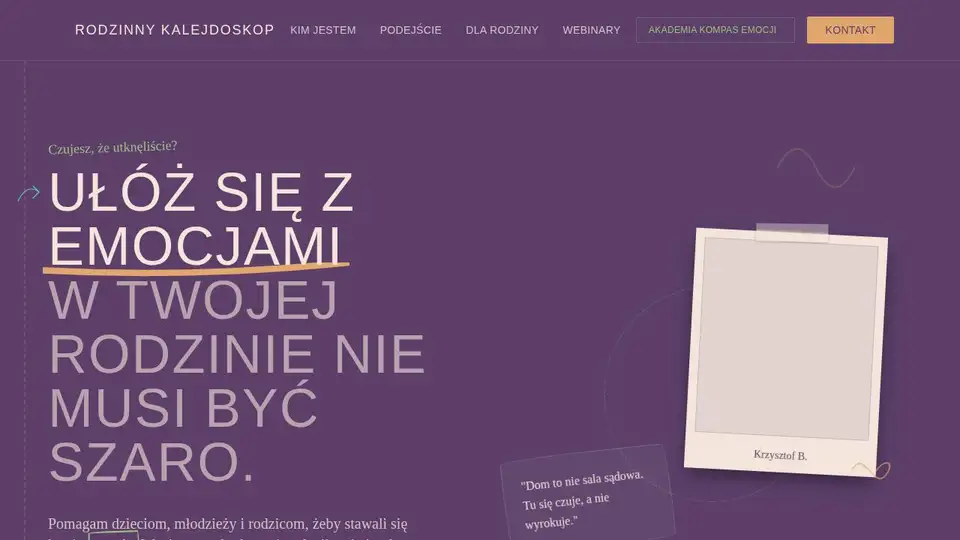 RODZINNY KALEJDOSKOP
KIM JESTEM
PODEJŚCIE
DLA RODZINY
WEBINARY
AKADEMIA KOMPAS EMOCJI
KONTAKT
Czujesz, że utknęliście?
UŁÓŻ SIĘ Z
EMOCJAMI
W TWOJEJ
RODZINIE NIE
MUSI BYĆ
SZARO.
Krzysztof B.
"Dom to nie sala sądowa.
Tu się czuje, a nie
wyrokuje."
Pomagam dzieciom, młodzieży i rodzicom, żeby stawali się